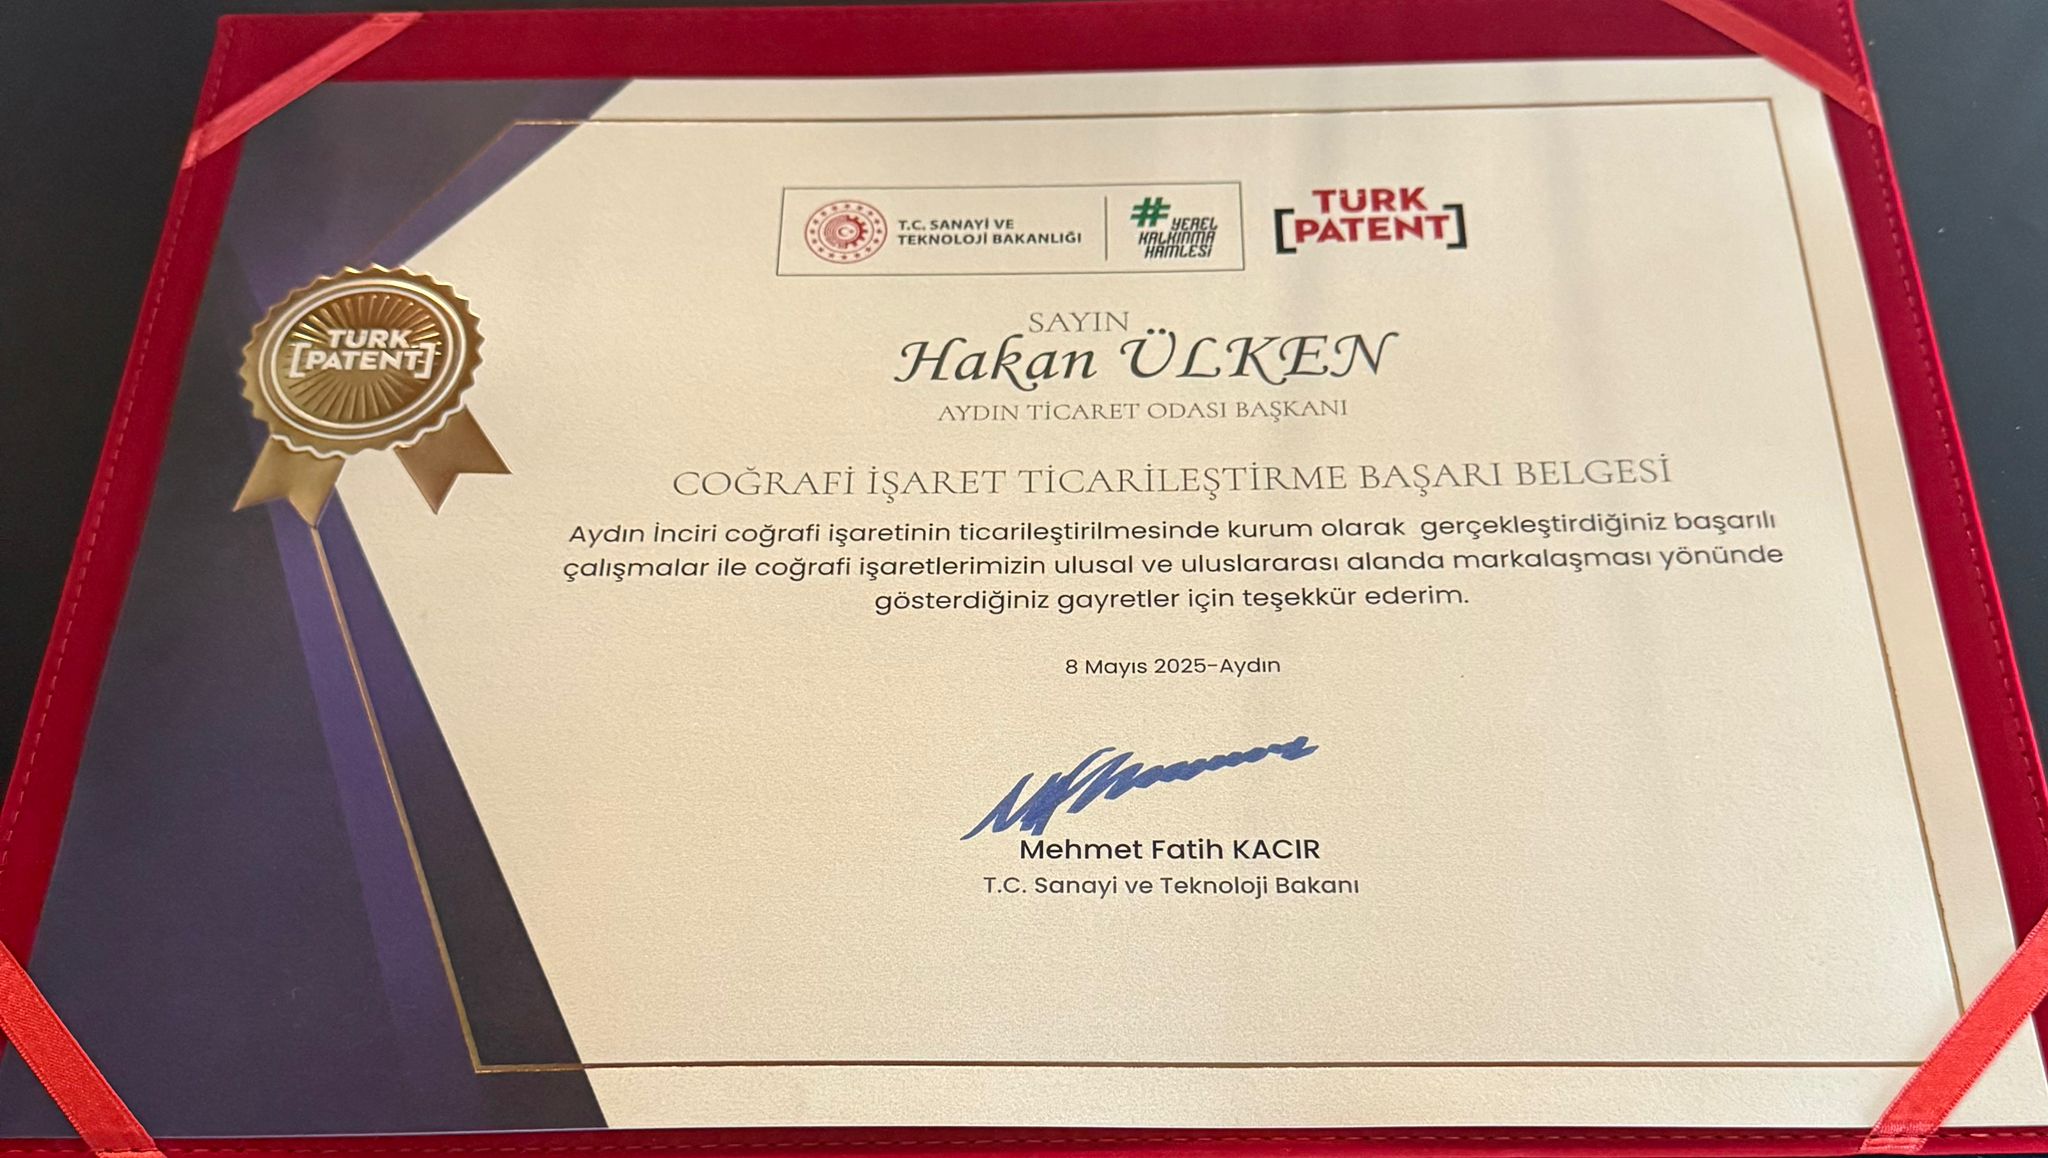 T.C. SANAYİ VE
TEKNOLOJİ BAKANLIĞI
#YEREL
KALKINMA
HAMLESİ
TURK
[PATENT]
TURK
[PATENT]
SAYIN
Hakan ÜLKEN
AYDIN TİCARET ODASI BAŞKANI
COĞRAFİ İŞARET TİCARİLEŞTİRME BAŞARI BELGESİ
Aydın İnciri coğrafi işaretinin ticarileştirilmesinde kurum olarak gerçekleştirdiğiniz başarılı
çalışmalar ile coğrafi işaretlerimizin ulusal ve uluslararası alanda markalaşması yönünde
gösterdiğiniz gayretler için teşekkür ederim.
8 Mayıs 2025-Aydın
Mehmet Fatih KACIR
T.C. Sanayi ve Teknoloji Bakanı